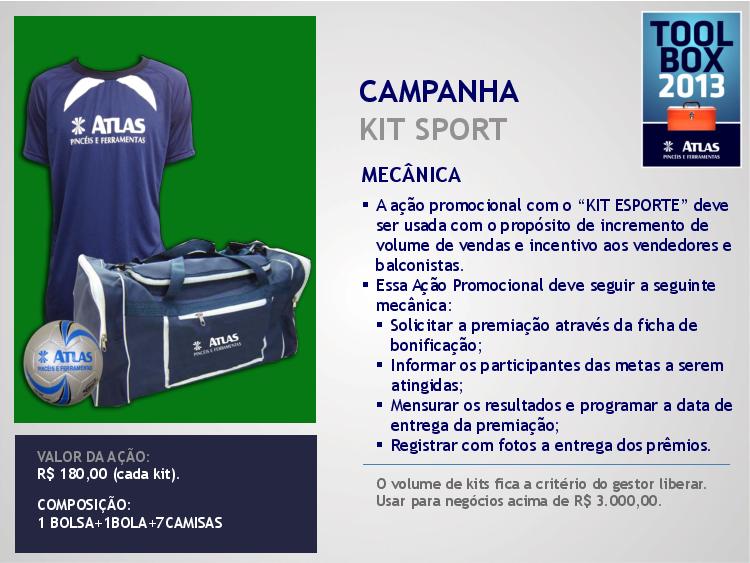 ATLAS
PINCÉIS E FERRAMENTAS
ATLAS
PINCÉIS E FERRAMENTAS
ATLAS
PINCÉIS E FERRAMENTAS
VALOR DA AÇÃO:
R$ 180,00 (cada kit).
COMPOSIÇÃO:
1 BOLSA+1BOLA+7CAMISAS
TOOL
BOX
2013
ATLAS
PINCÉIS E FERRAMENTAS
CAMPANHA
KIT SPORT
MECÂNICA
▪ A ação promocional com o “KIT ESPORTE” deve
ser usada com o propósito de incremento de
volume de vendas e incentivo aos vendedores e
balconistas.
▪ Essa Ação Promocional deve seguir a seguinte
mecânica:
▪ Solicitar a premiação através da ficha de
bonificação;
▪ Informar os participantes das metas a serem
atingidas;
▪ Mensurar os resultados e programar a data de
entrega da premiação;
▪ Registrar com fotos a entrega dos prêmios.
O volume de kits fica a critério do gestor liberar.
Usar para negócios acima de R$ 3.000,00.